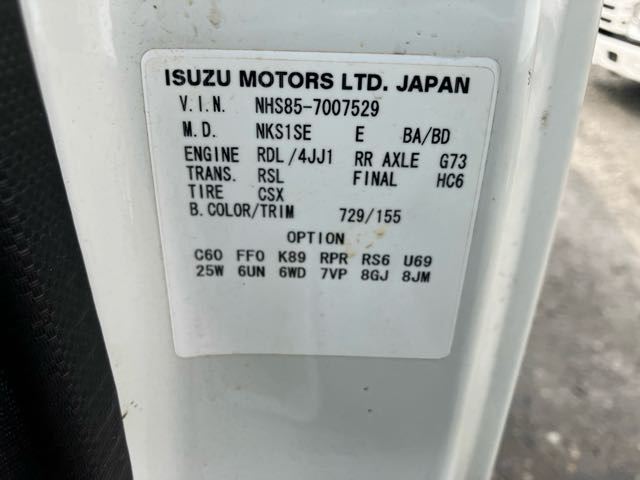 ISUZU MOTORS LTD. JAPAN
V.I.N. NHS85-7007529
M.D. NKS1SE E BA/BD
ENGINE RDL/4JJ1 RR AXLE G73
TRANS. RSL FINAL HC6
TIRE CSX
B.COLOR/TRIM 729/155
OPTION
C60 FF0 K89 RPR RS6 U69
25W 6UN 6WD 7VP 8GJ 8JM